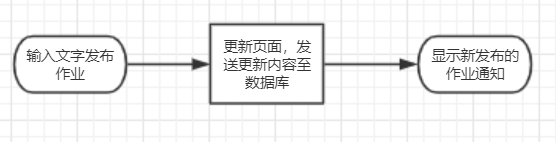 输入文字发布
作业
更新页面，发
送更新内容至
数据库
显示新发布的
作业通知